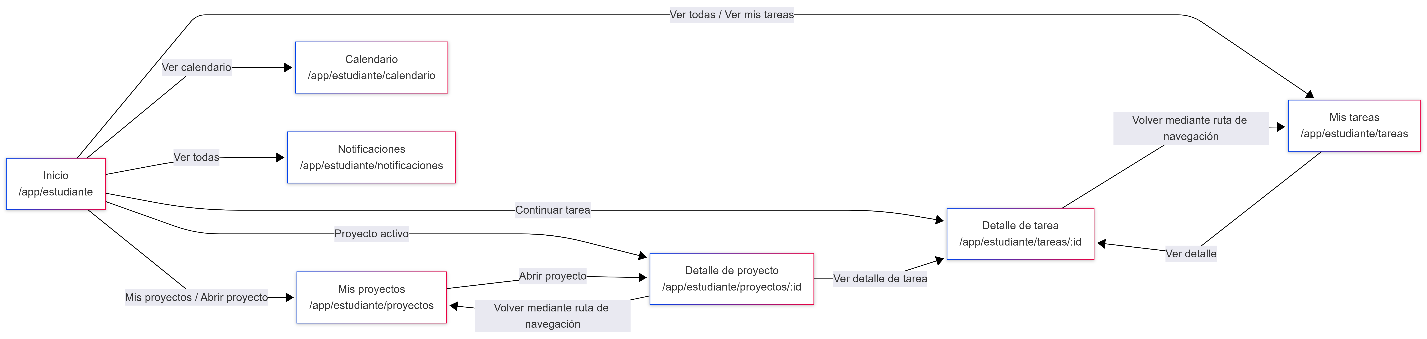 Ver todas / Ver mis tareas
Calendario
/app/estudiante/calendario
Ver calendario
Mis tareas
/app/estudiante/tareas
Volver mediante ruta de
navegación
Notificaciones
/app/estudiante/notificaciones
Ver todas
Inicio
/app/estudiante
Continuar tarea
Detalle de tarea
/app/estudiante/tareas/:id
Proyecto activo
Ver detalle
Detalle de proyecto
/app/estudiante/proyectos/:id
Abrir proyecto
Ver detalle de tarea
Mis proyectos / Abrir proyecto
Mis proyectos
/app/estudiante/proyectos
Volver mediante ruta de
navegación